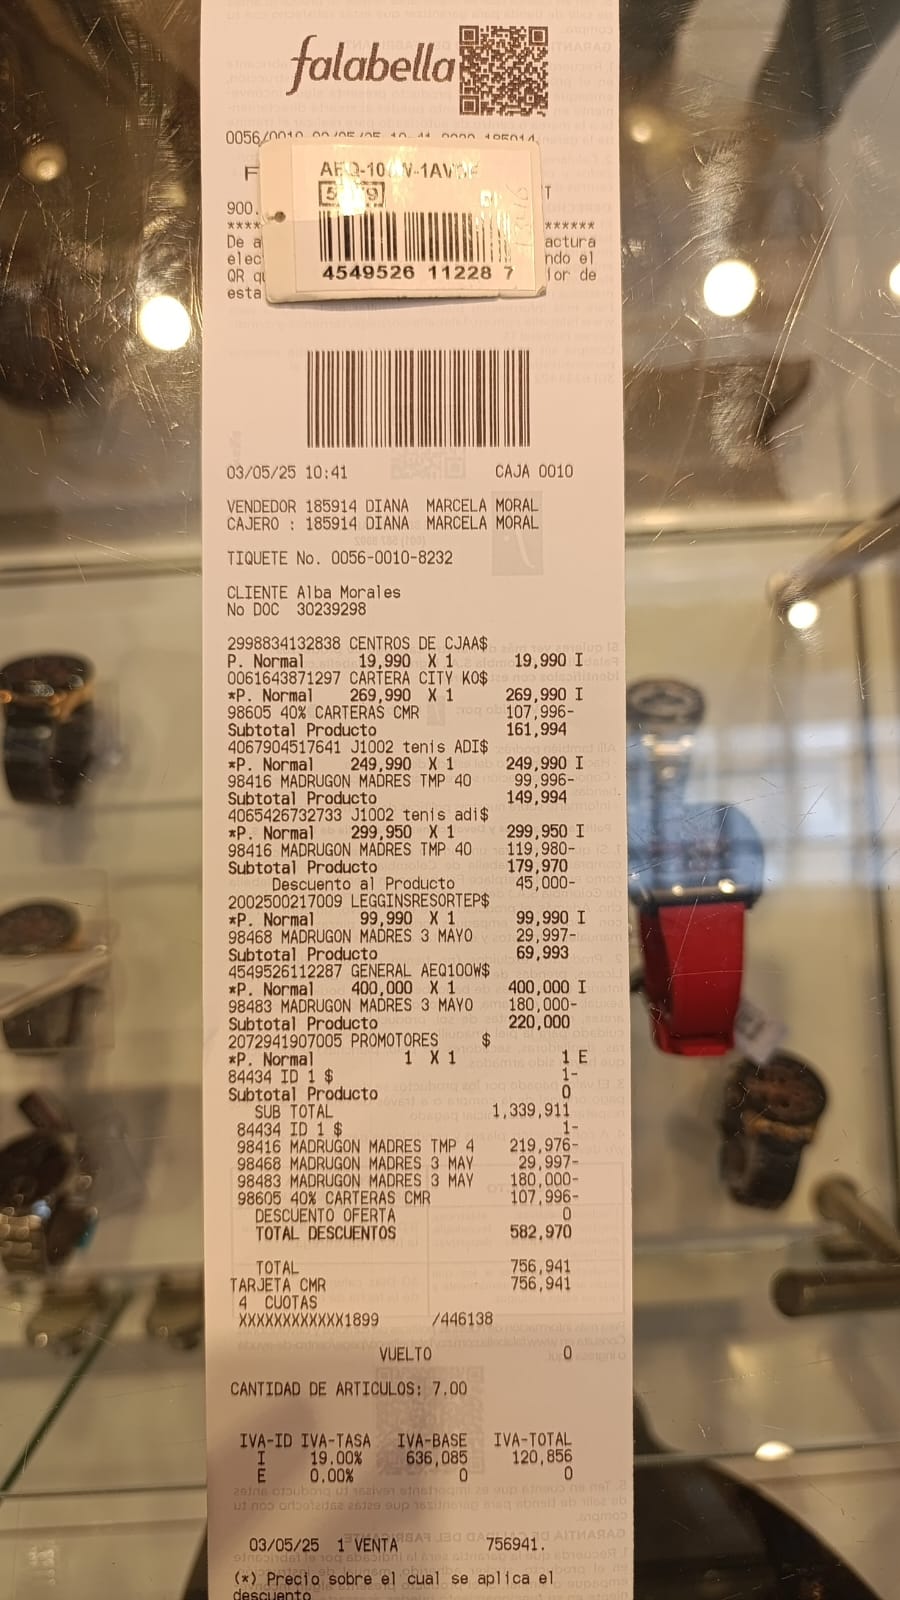 falabella
AEQ-10 W-1AV
4549526 11228 7
900.
De a actura
elec ndo el
QR qu lor de
esta
03/05/25 10:41 CAJA 0010
VENDEDOR 185914 DIANA MARCELA MORAL
CAJERO : 185914 DIANA MARCELA MORAL
TIQUETE No. 0056-0010-8232
CLIENTE Alba Morales
No DOC 30239298
2998834132838 CENTROS DE CJAA$
P. Normal 19,990 X 1 19,990 I
0061643871297 CARTERA CITY KO$
*P. Normal 269,990 X 1 269,990 I
98605 40% CARTERAS CMR 107,996-
Subtotal Producto 161,994
4067904517641 J1002 tenis ADI$
*P. Normal 249,990 X 1 249,990 I
98416 MADRUGON MADRES TMP 40 99,996-
Subtotal Producto 149,994
4065426732733 J1002 tenis adi$
*P. Normal 299,950 X 1 299,950 I
98416 MADRUGON MADRES TMP 40 119,980-
Subtotal Producto 179,970
Descuento al Producto 45,000-
2002500217009 LEGGINSRESORTEP$
*P. Normal 99,990 X 1 99,990 I
98468 MADRUGON MADRES 3 MAYO 29,997-
Subtotal Producto 69,993
4549526112287 GENERAL AEQ100W$
*P. Normal 400,000 X 1 400,000 I
98483 MADRUGON MADRES 3 MAYO 180,000-
Subtotal Producto 220,000
2072941907005 PROMOTORES $
*P. Normal 1 X 1 1 E
84434 ID 1 $ 1-
Subtotal Producto 0
SUB TOTAL 1,339,911
84434 ID 1 $ 1-
98416 MADRUGON MADRES TMP 4 219,976-
98468 MADRUGON MADRES 3 MAY 29,997-
98483 MADRUGON MADRES 3 MAY 180,000-
98605 40% CARTERAS CMR 107,996-
DESCUENTO OFERTA 0
TOTAL DESCUENTOS 582,970
TOTAL 756,941
TARJETA CMR 756,941
4 CUOTAS
XXXXXXXXXXXX1899 /446138
VUELTO 0
CANTIDAD DE ARTICULOS: 7.00
IVA-ID IVA-TASA IVA-BASE IVA-TOTAL
I 19.00% 636,085 120,856
E 0.00% 0 0
03/05/25 1 VENTA 756941.
(*) Precio sobre el cual se aplica el
descuento